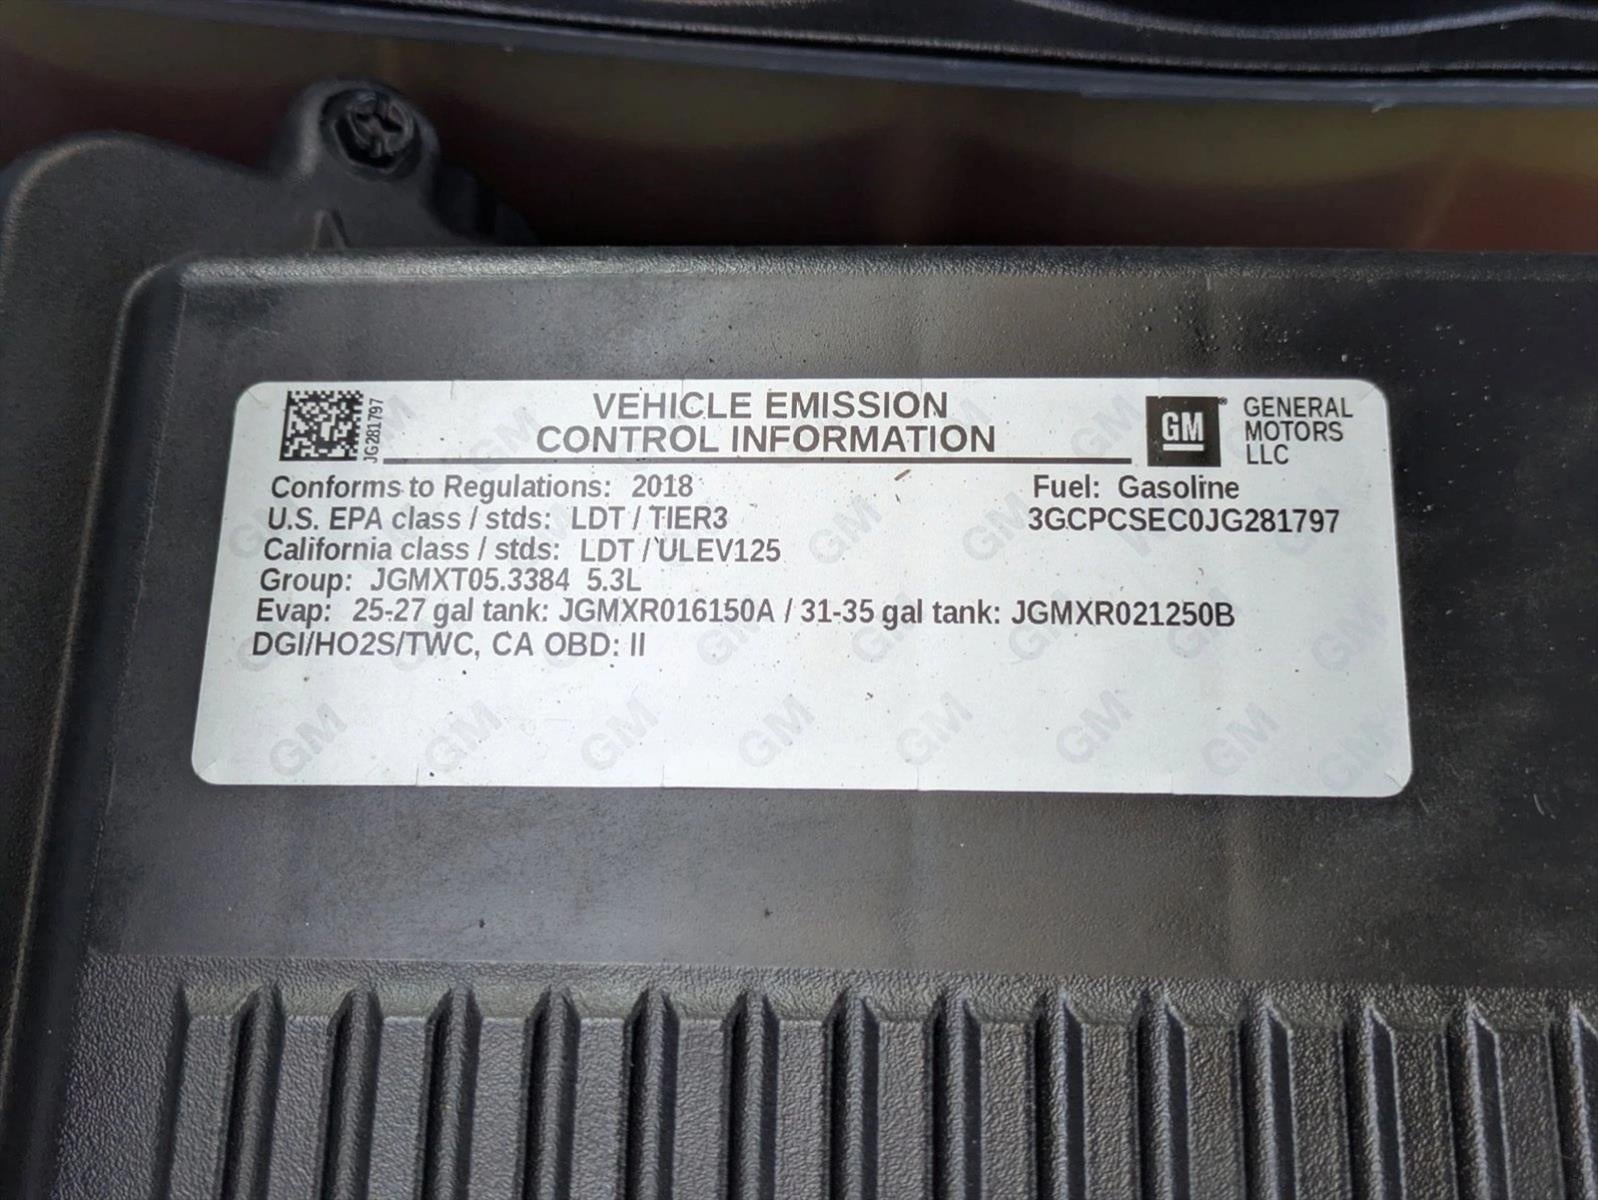 JG281797
VEHICLE EMISSION
CONTROL INFORMATION
GM
GENERAL
MOTORS
LLC
Conforms to Regulations: 2018
Fuel: Gasoline
U.S. EPA class / stds: LDT / TIER3
3GCPCSEC0JG281797
California class / stds: LDT / ULEV125
Group: JGMXT05.3384 5.3L
Evap: 25-27 gal tank: JGMXR016150A / 31-35 gal tank: JGMXR021250B
DGI/HO2S/TWC, CA OBD: II